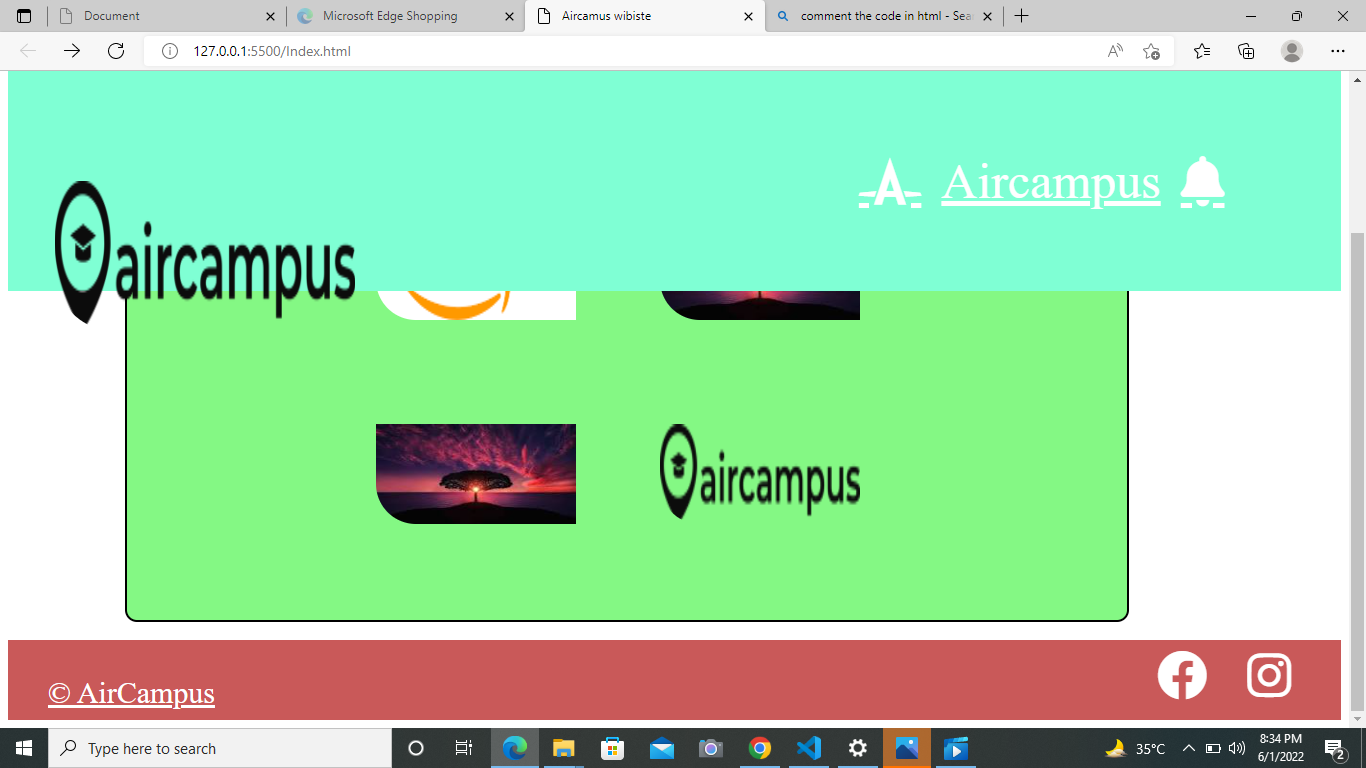 Document
Microsoft Edge Shopping
Aircamus wibiste
comment the code in html - Sea
127.0.0.1:5500/Index.html
Aircampus
aircampus
aircampus
© AirCampus
Type here to search
35°C
8:34 PM
6/1/2022
2